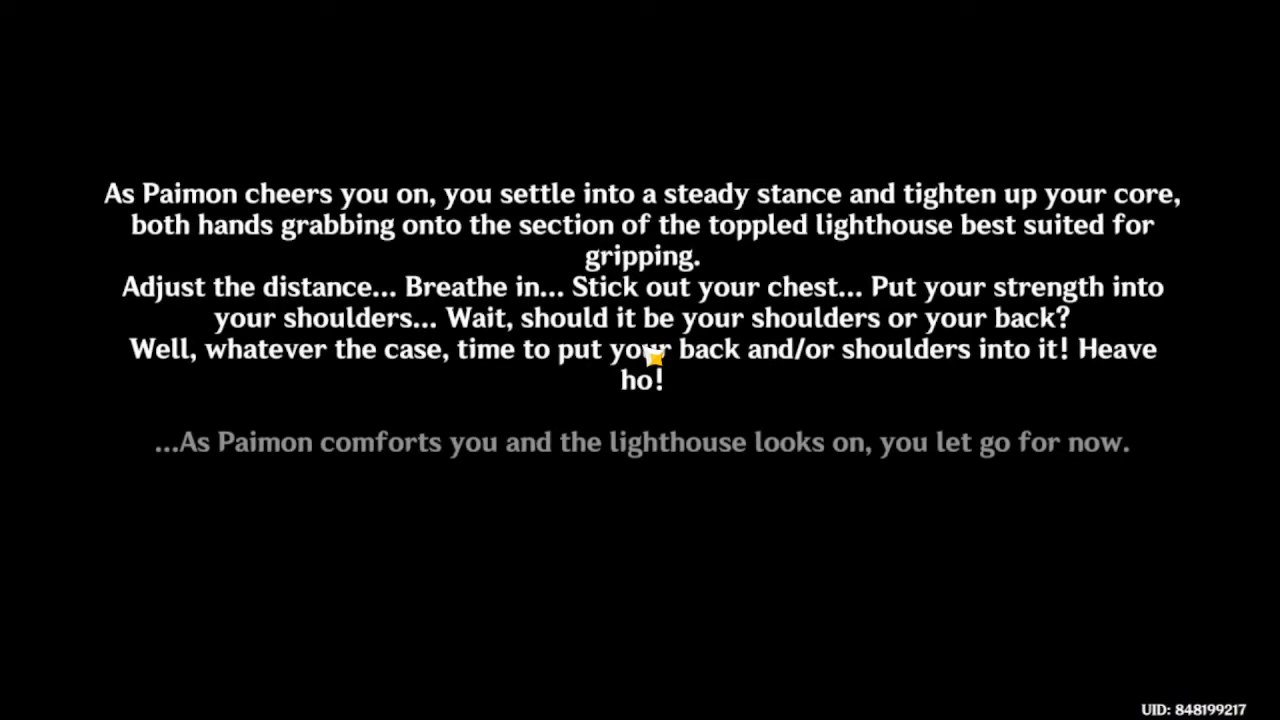 As Paimon cheers you on, you settle into a steady stance and tighten up your core,
both hands grabbing onto the section of the toppled lighthouse best suited for
gripping.
Adjust the distance... Breathe in... Stick out your chest... Put your strength into
your shoulders... Wait, should it be your shoulders or your back?
Well, whatever the case, time to put your back and/or shoulders into it! Heave
ho!
...As Paimon comforts you and the lighthouse looks on, you let go for now.
UID: 848199217